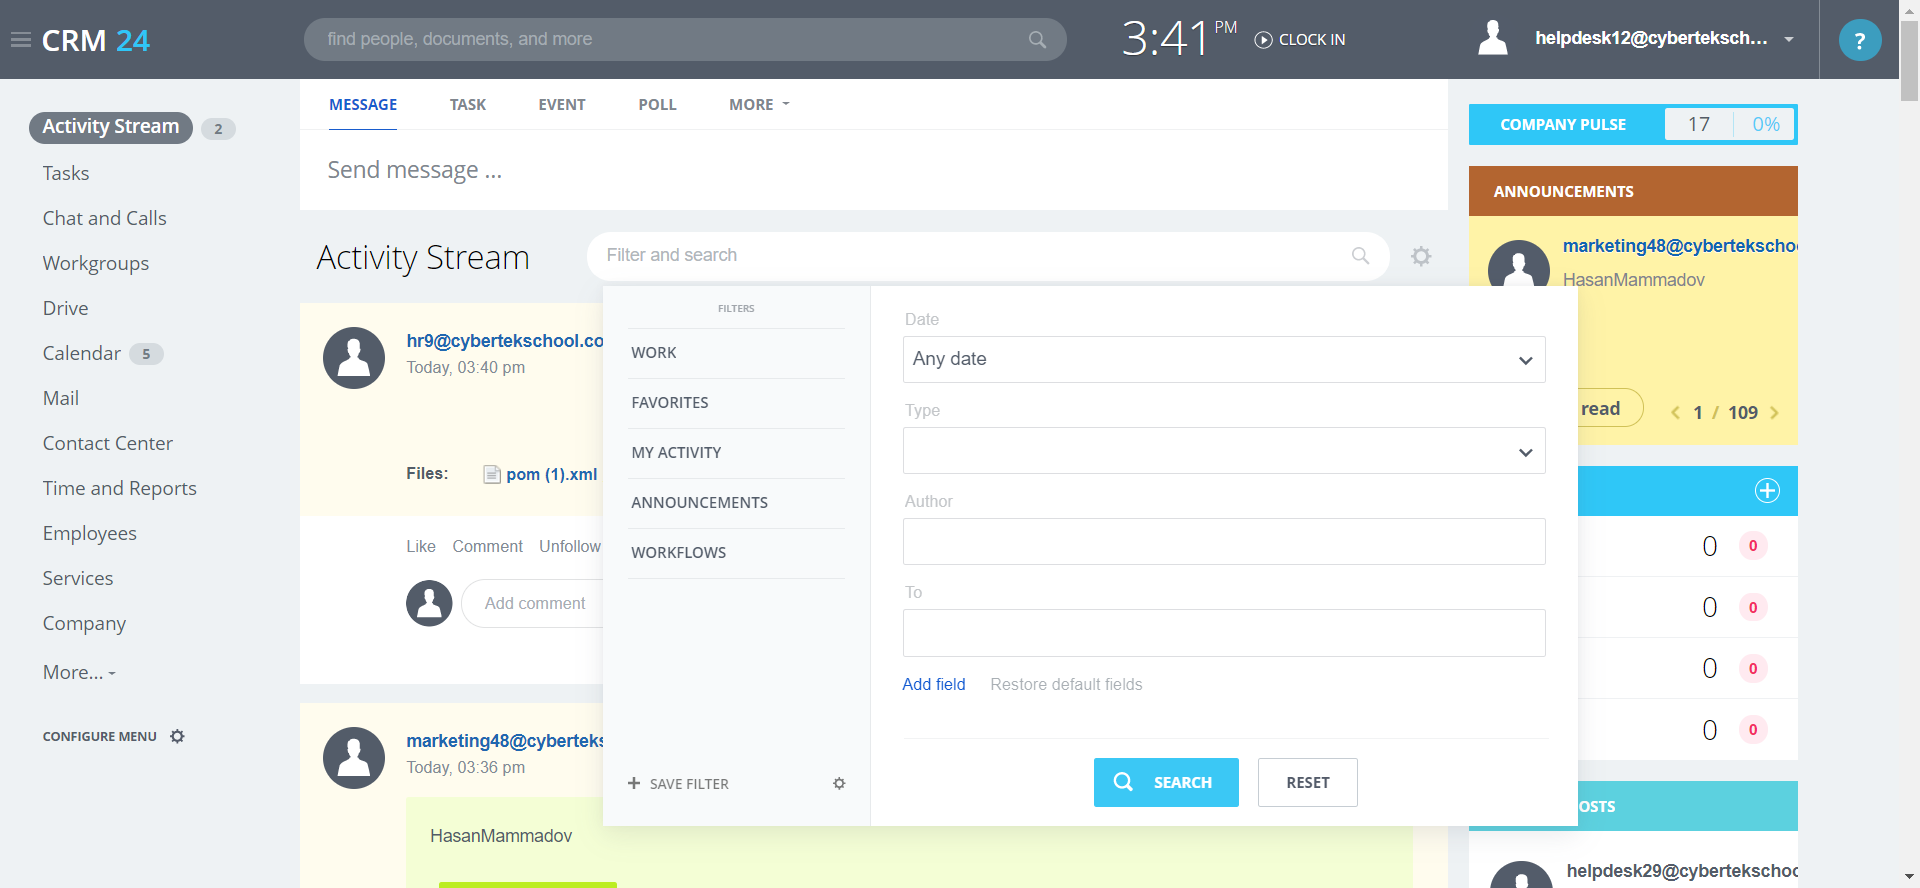 CRM 24
find people, documents, and more
3:41 PM
CLOCK IN
helpdesk12@cyberteksch...
?
Activity Stream 2
Tasks
Chat and Calls
Workgroups
Drive
Calendar 5
Mail
Contact Center
Time and Reports
Employees
Services
Company
More...
CONFIGURE MENU
MESSAGE TASK EVENT POLL MORE
Send message ...
Activity Stream
Filter and search
hr9@cybertekschool.co
Today, 03:40 pm
Files: pom (1).xml
Like Comment Unfollow
Add comment
marketing48@cyberteks
Today, 03:36 pm
HasanMammadov
FILTERS
WORK
FAVORITES
MY ACTIVITY
ANNOUNCEMENTS
WORKFLOWS
+ SAVE FILTER
Date
Any date
Type
Author
To
Add field Restore default fields
SEARCH RESET
COMPANY PULSE 17 0%
ANNOUNCEMENTS
marketing48@cybertekschoo
HasanMammadov
read
1 / 109
0 0
0 0
0 0
0 0
OSTS
helpdesk29@cybertekschoo